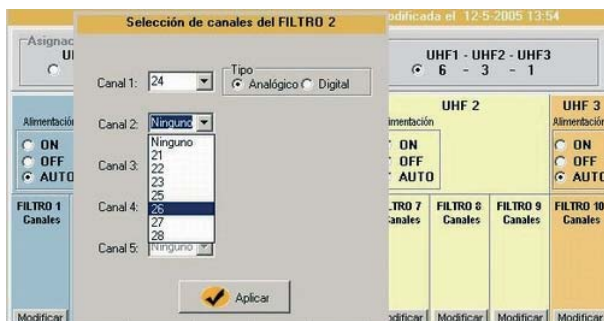 Selección de canales del FILTRO 2
odificada el 12-5-2005 13:54
Asignac
U
UHF1 - UHF2 - UHF3
6 - 3 - 1
Canal 1: 24
Tipo
Analógico Digital
Canal 2: Ninguno
Ninguno
21
22
23
25
26
27
28
Canal 3:
Canal 4:
Canal 5: Ninguno
Aplicar
Alimentació
ON
OFF
AUTO
UHF 2
imentación
ON
OFF
AUTO
UHF 3
Alimentación
ON
OFF
AUTO
FILTRO 1
Canales
TRO 7
anales
FILTRO 8
Canales
FILTRO 9
Canales
FILTRO 10
Canales
Modificar
odificar
Modificar
Modificar
Modificar